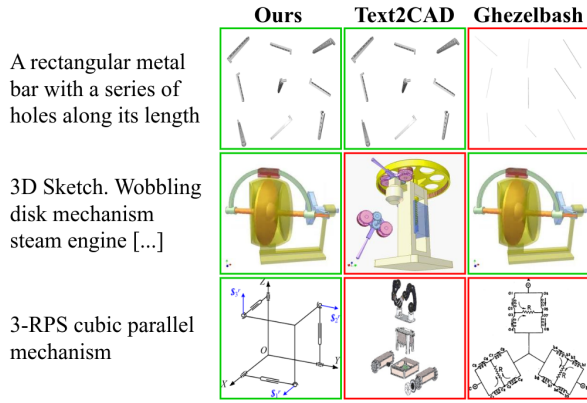 Ours Text2CAD Ghezelbash
A rectangular metal
bar with a series of
holes along its length
3D Sketch. Wobbling
disk mechanism
steam engine [...]
3-RPS cubic parallel
mechanism
Z
O
X
Y
R
R
R